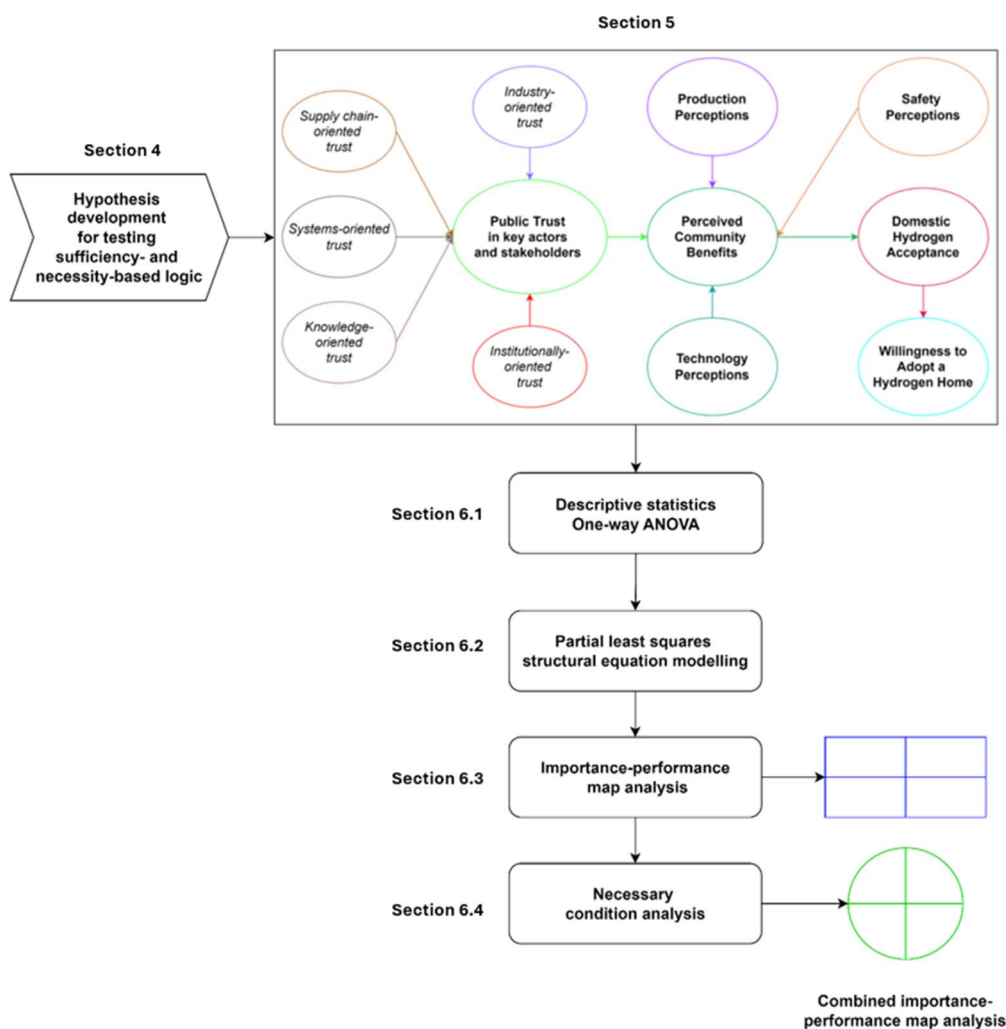 Section 5
Section 4
Hypothesis
development
for testing
sufficiency- and
necessity-based logic
Supply chain-
oriented
trust
Systems-oriented
trust
Knowledge-
oriented
trust
Industry-
oriented
trust
Public Trust
in key actors
and stakeholders
Institutionally-
oriented
trust
Production
Perceptions
Perceived
Community
Benefits
Technology
Perceptions
Safety
Perceptions
Domestic
Hydrogen
Acceptance
Willingness to
Adopt a
Hydrogen Home
Section 6.1
Descriptive statistics
One-way ANOVA
Section 6.2
Partial least squares
structural equation modelling
Section 6.3
Importance-performance
map analysis
Section 6.4
Necessary
condition analysis
Combined importance-
performance map analysis